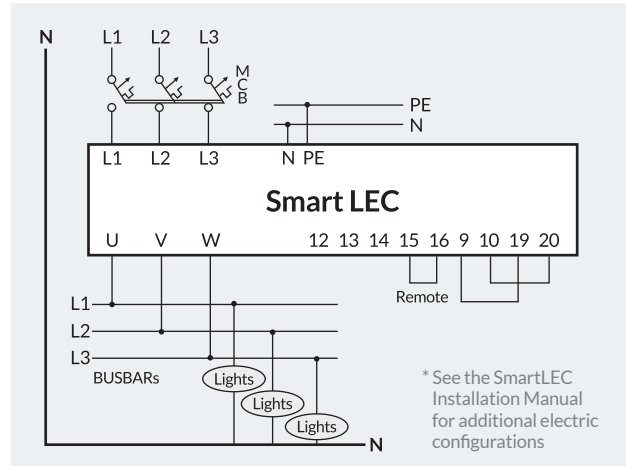 N L1 L2 L3
M
C
B
PE
N
L1 L2 L3 N PE
Smart LEC
U V W 12 13 14 15 16 9 10 19 20
Remote
L1
L2
L3
BUSBARs
Lights
Lights
Lights
N
* See the SmartLEC
Installation Manual
for additional electric
configurations